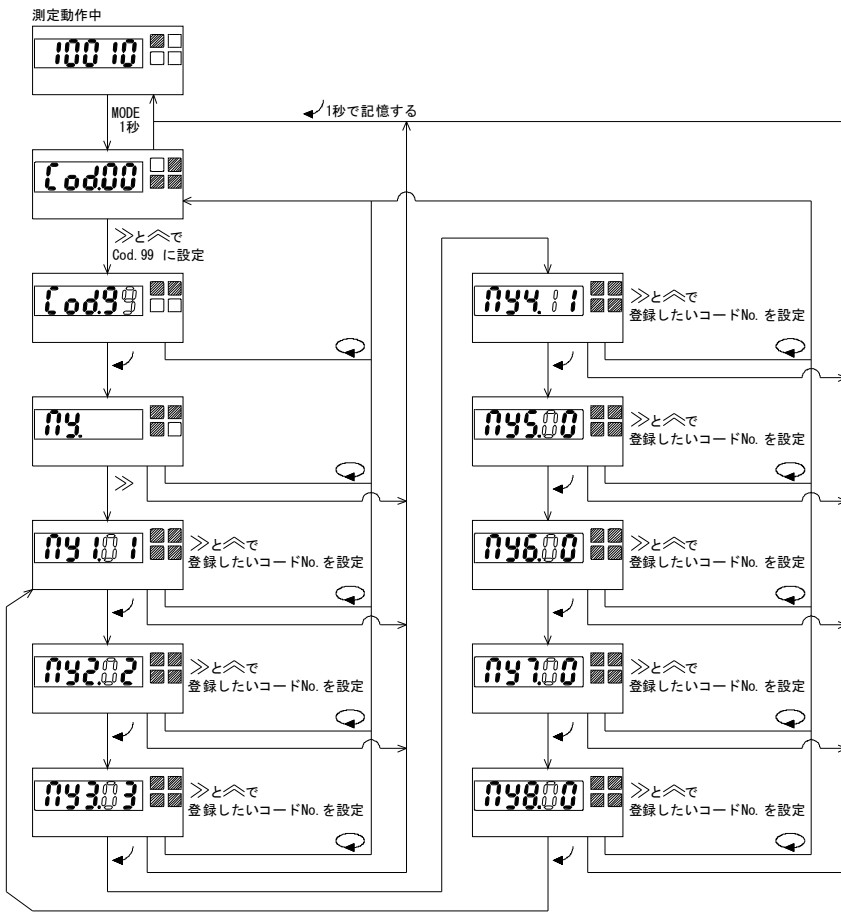 測定動作中
10010
MODE
1秒
1秒で記憶する
Cod.00
≫と︽で
Cod.99 に設定
Cod.99
MY.
≫
MY1.01
≫と︽で
登録したいコードNo. を設定
MY2.02
≫と︽で
登録したいコードNo. を設定
MY3.03
≫と︽で
登録したいコードNo. を設定
MY4.11
≫と︽で
登録したいコードNo. を設定
MY5.00
≫と︽で
登録したいコードNo. を設定
MY6.00
≫と︽で
登録したいコードNo. を設定
MY7.00
≫と︽で
登録したいコードNo. を設定
MY8.00
≫と︽で
登録したいコードNo. を設定